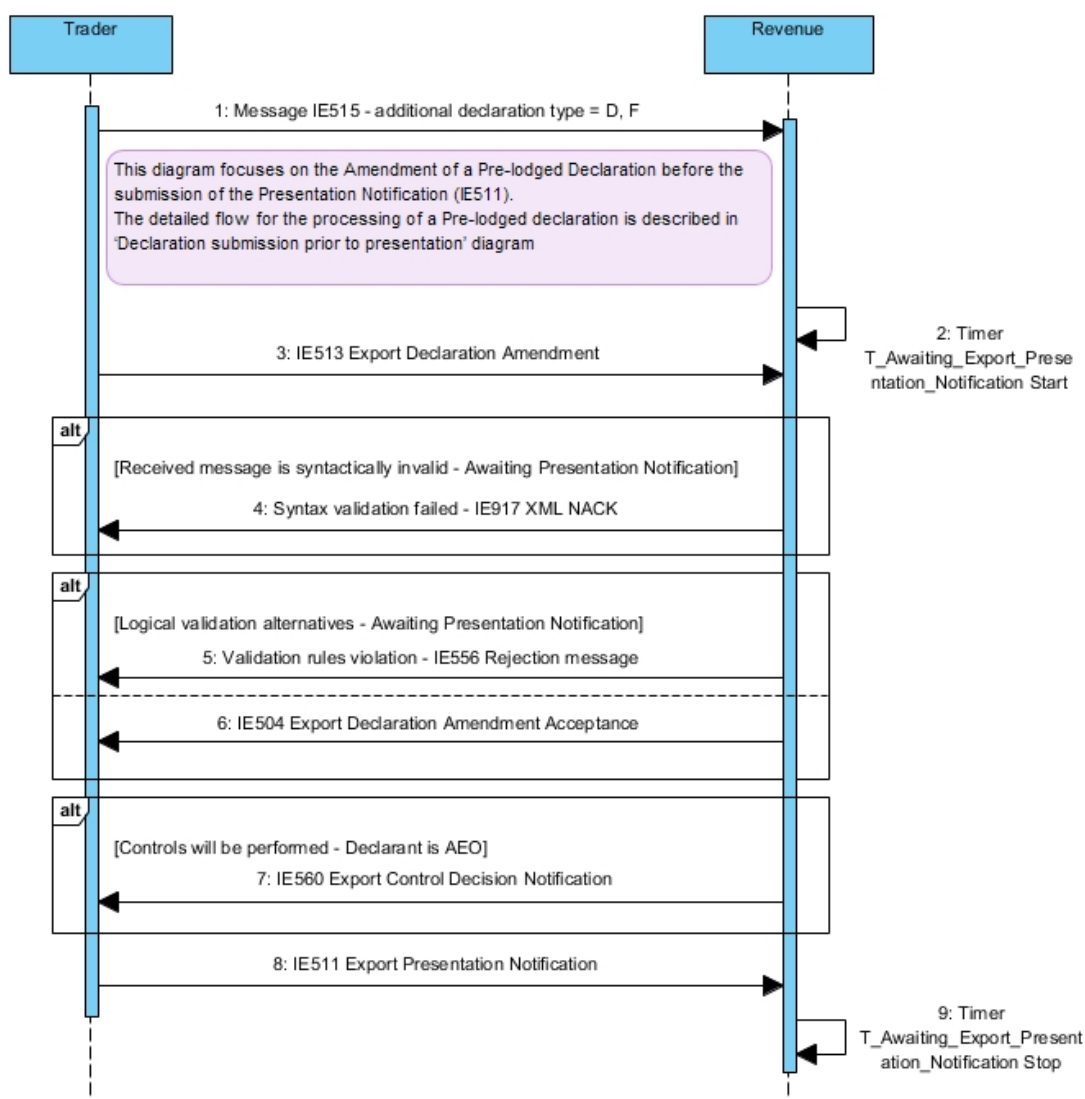 Trader
Revenue
1: Message IE515 - additional declaration type = D, F
This diagram focuses on the Amendment of a Pre-lodged Declaration before the
submission of the Presentation Notification (IE511).
The detailed flow for the processing of a Pre-lodged declaration is described in
'Declaration submission prior to presentation' diagram
2: Timer
T_Awaiting_Export_Prese
ntation_Notification Start
3: IE513 Export Declaration Amendment
alt
[Received message is syntactically invalid - Awaiting Presentation Notification]
4: Syntax validation failed - IE917 XML NACK
alt
[Logical validation alternatives - Awaiting Presentation Notification]
5: Validation rules violation - IE556 Rejection message
6: IE504 Export Declaration Amendment Acceptance
alt
[Controls will be performed - Declarant is AEO]
7: IE560 Export Control Decision Notification
8: IE511 Export Presentation Notification
9: Timer
T_Awaiting_Export_Present
ation_Notification Stop